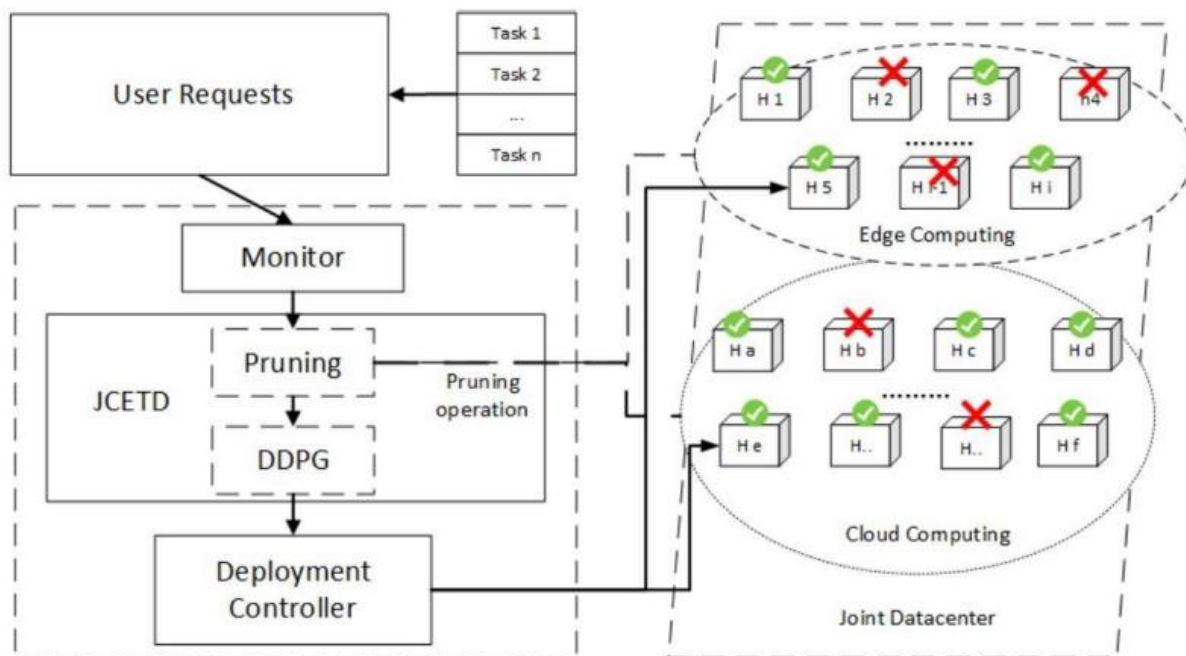 Task 1
Task 2
...
Task n
User Requests
Monitor
JCETD
Pruning
Pruning
operation
DDPG
Deployment
Controller
H 1
H 2
H 3
h4
.........
H 5
H i-1
H i
Edge Computing
H a
H b
H c
H d
.........
H e
H..
H..
H f
Cloud Computing
Joint Datacenter